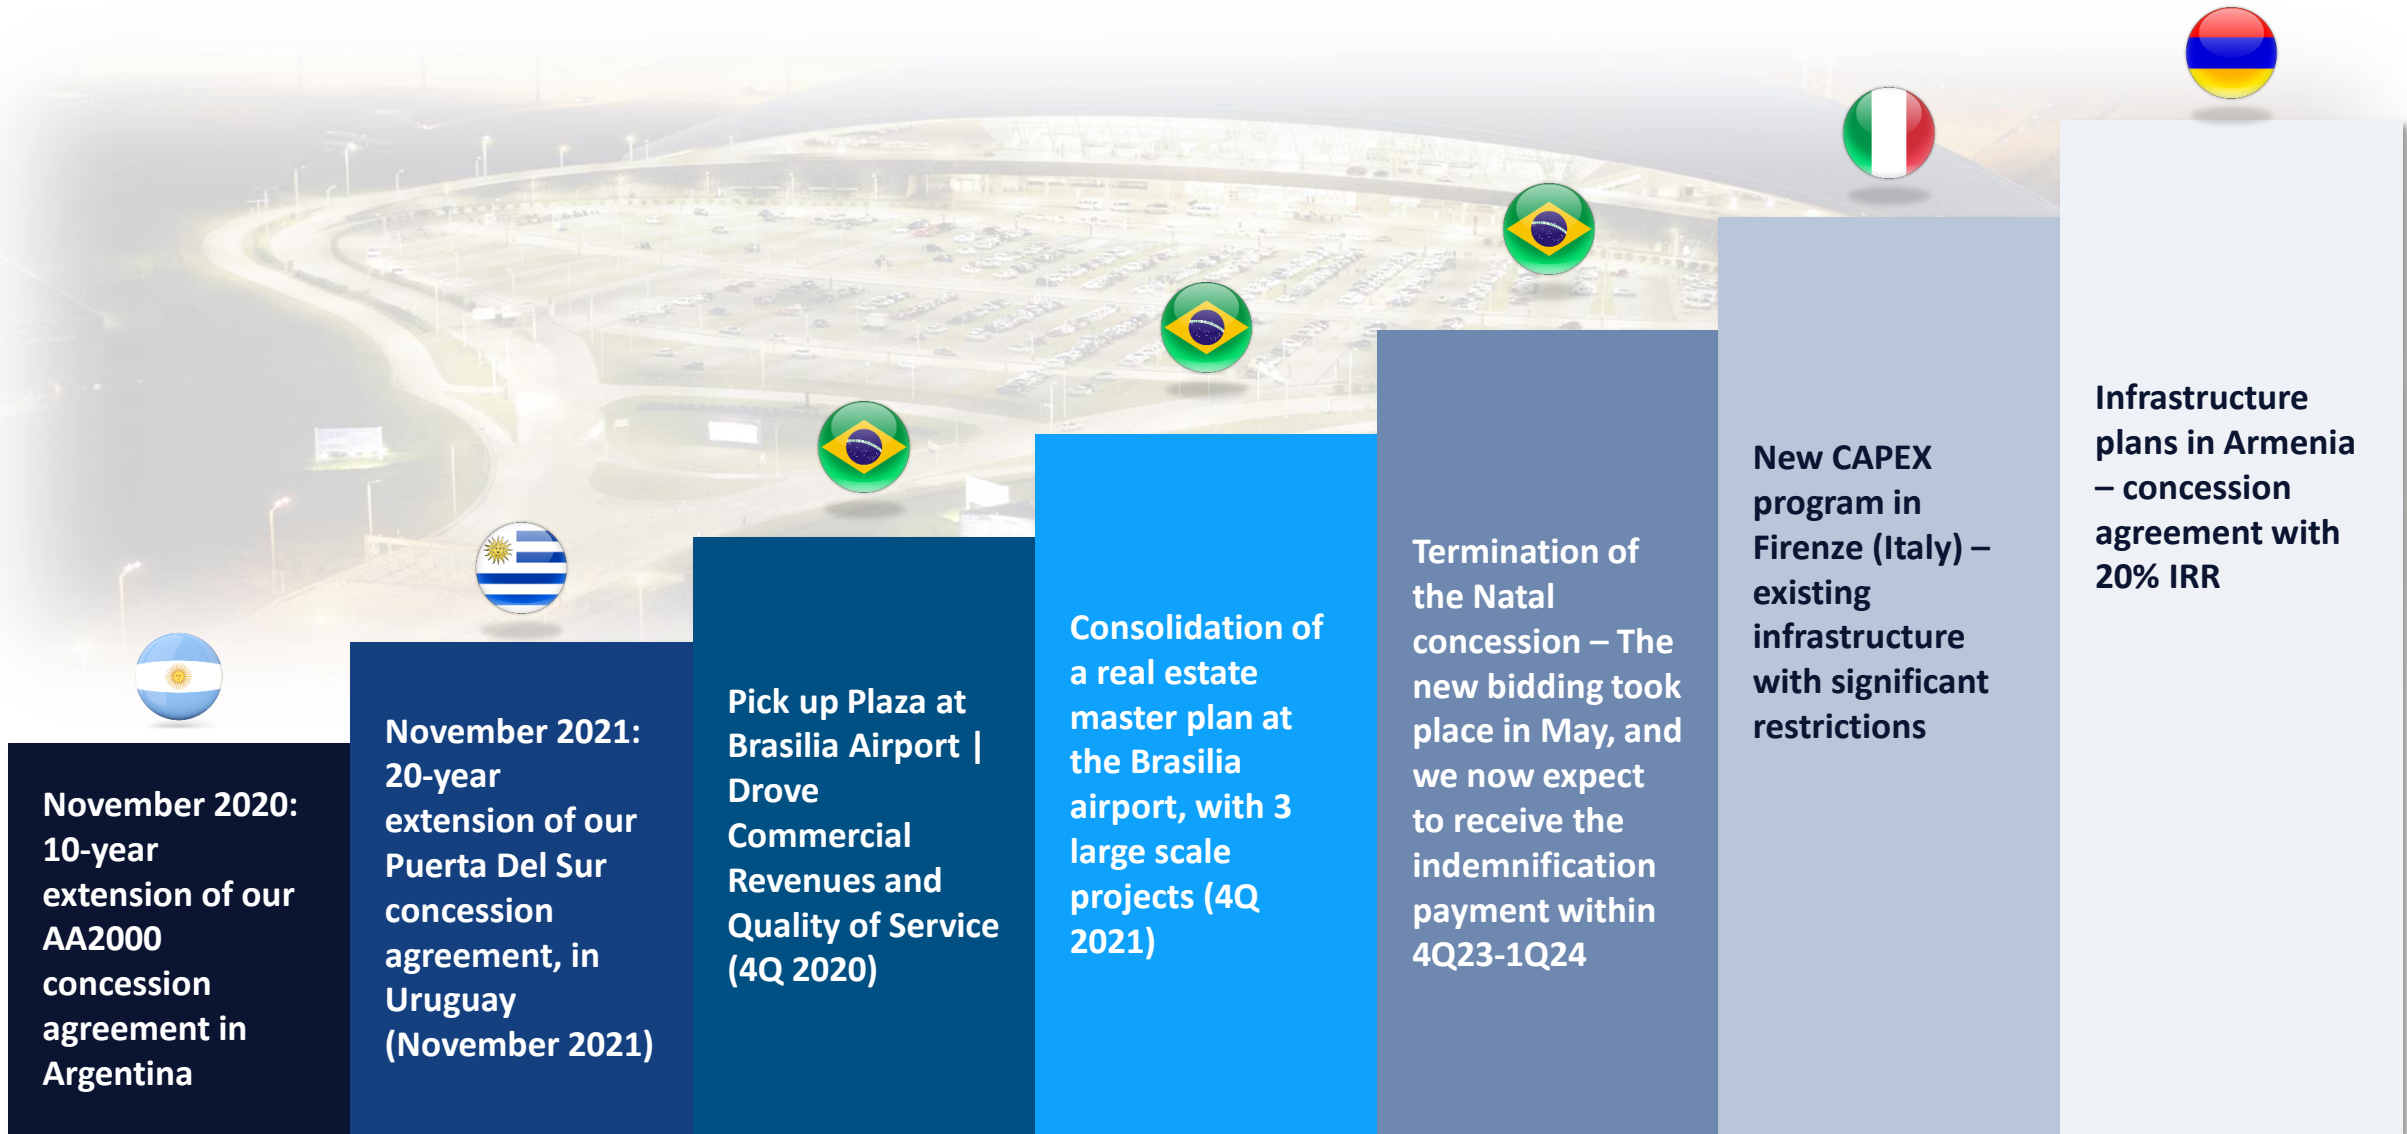 November 2020:
10-year
extension of our
AA2000
concession
agreement in
Argentina
November 2021:
20-year
extension of our
Puerta Del Sur
concession
agreement, in
Uruguay
(November 2021)
Pick up Plaza at
Brasilia Airport |
Drove
Commercial
Revenues and
Quality of Service
(4Q 2020)
Consolidation of
a real estate
master plan at
the Brasilia
airport, with 3
large scale
projects (4Q
2021)
Termination of
the Natal
concession – The
new bidding took
place in May, and
we now expect
to receive the
indemnification
payment within
4Q23-1Q24
New CAPEX
program in
Firenze (Italy) –
existing
infrastructure
with significant
restrictions
Infrastructure
plans in Armenia
– concession
agreement with
20% IRR